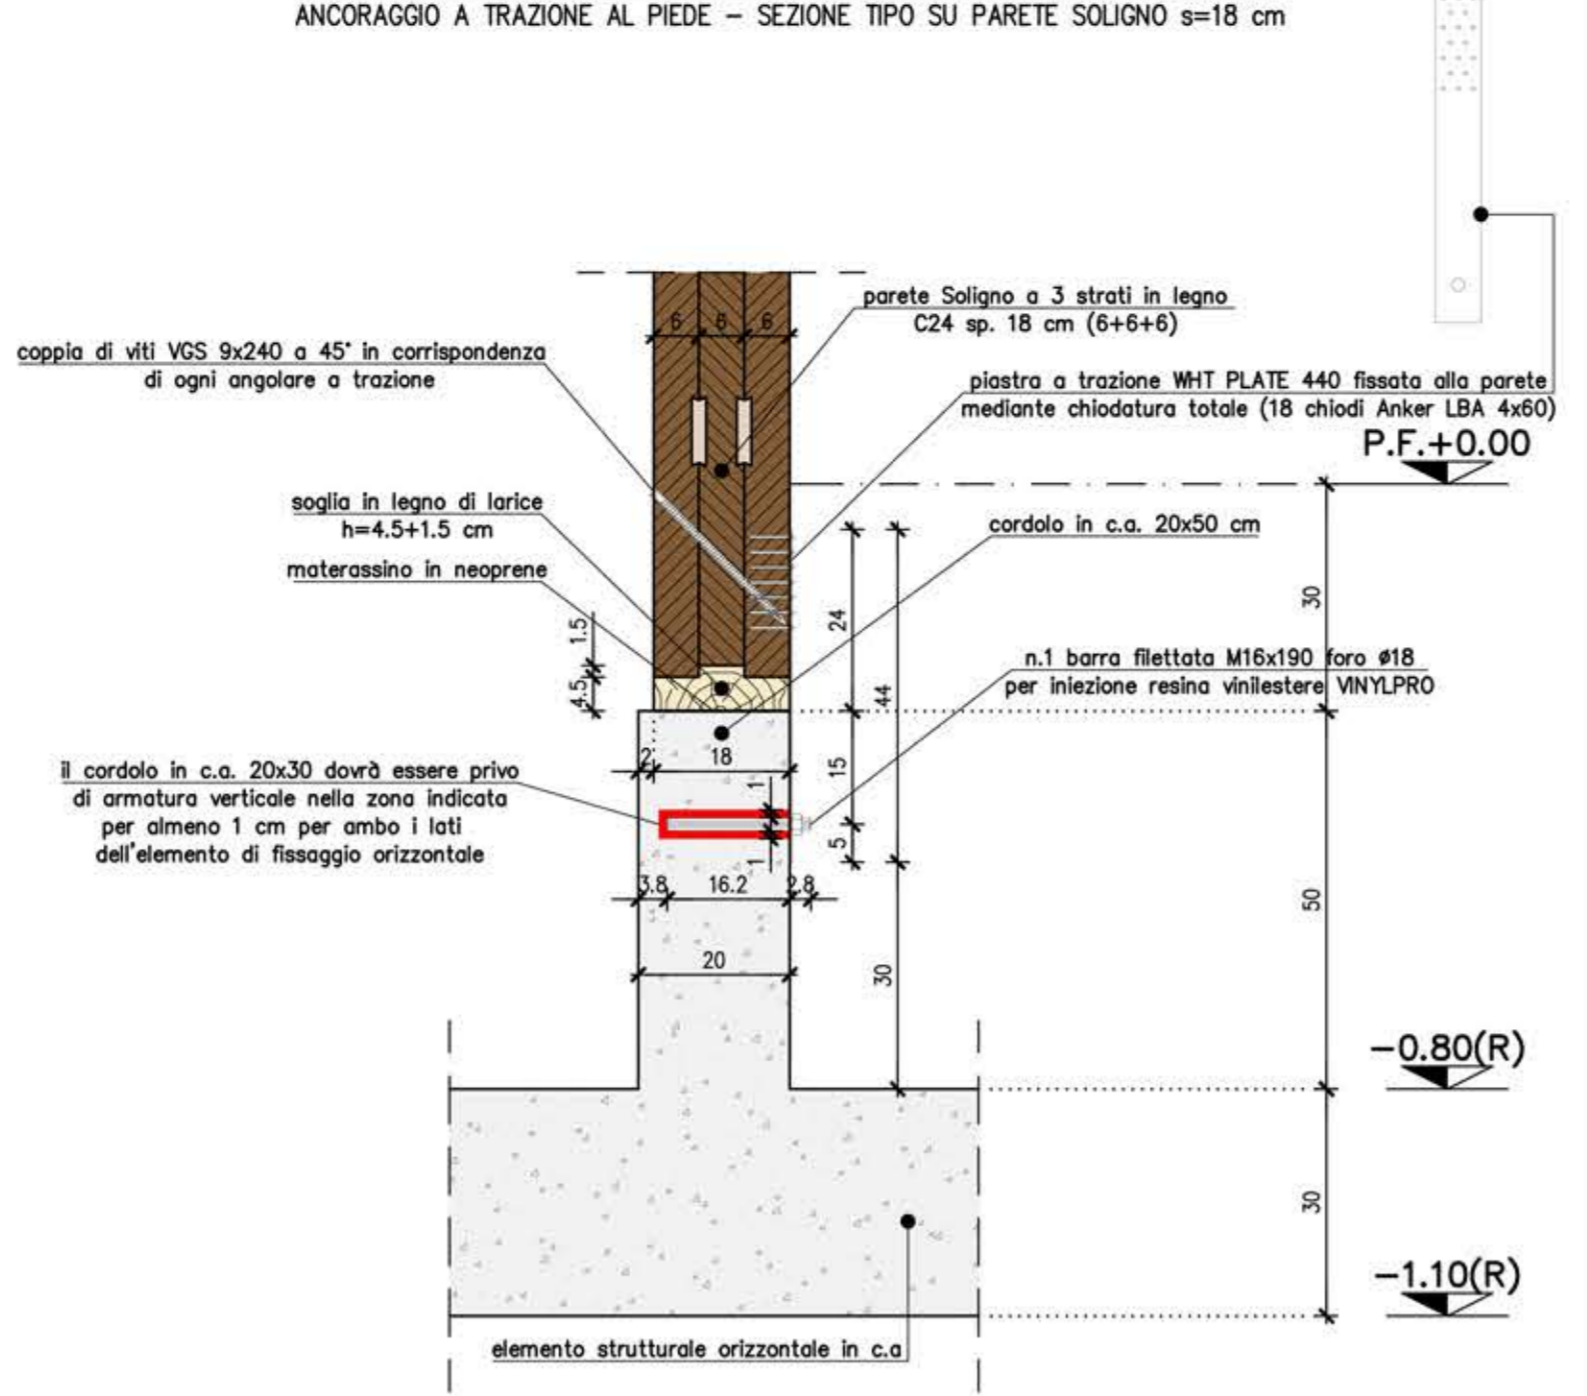 ANCORAGGIO A TRAZIONE AL PIEDE – SEZIONE TIPO SU PARETE SOLIGNO s=18 cm
parete Soligno a 3 strati in legno
C24 sp. 18 cm (6+6+6)
6 6 6
coppia di viti VGS 9x240 a 45° in corrispondenza
di ogni angolare a trazione
piastra a trazione WHT PLATE 440 fissata alla parete
mediante chiodatura totale (18 chiodi Anker LBA 4x60)
P.F.+0.00
soglia in legno di larice
h=4.5+1.5 cm
cordolo in c.a. 20x50 cm
materassino in neoprene
30
24
1.5
4.5
44
n.1 barra filettata M16x190 foro ø18
per iniezione resina vinilestere VINYLPRO
2 18
15
1
il cordolo in c.a. 20x30 dovrà essere privo
di armatura verticale nella zona indicata
per almeno 1 cm per ambo i lati
dell'elemento di fissaggio orizzontale
5
1
3.8 16.2 2.8
50
20
30
-0.80(R)
30
-1.10(R)
elemento strutturale orizzontale in c.a